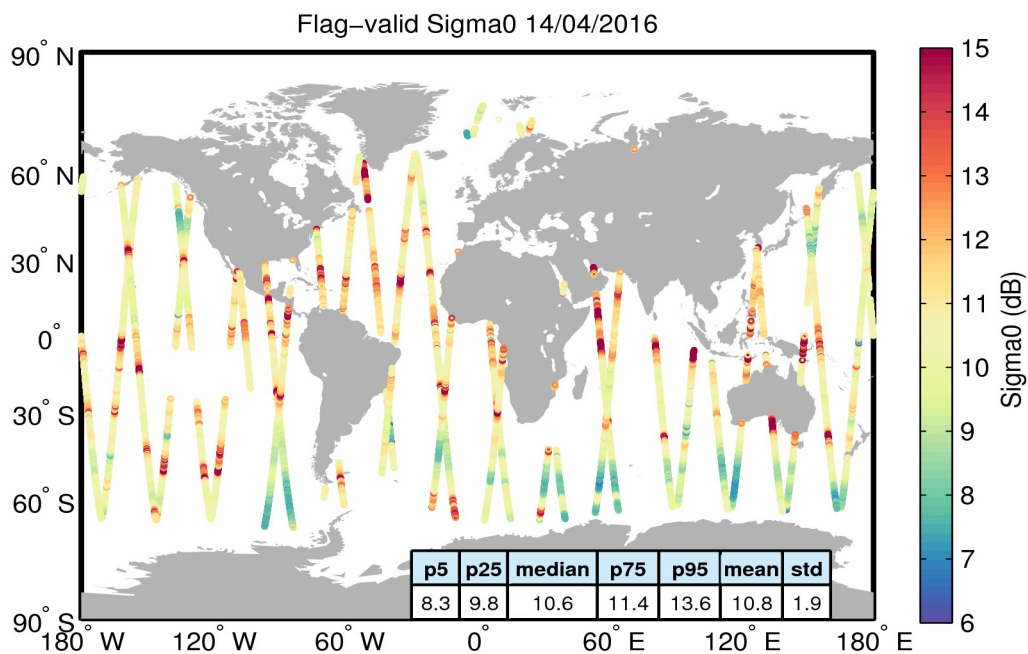 Flag−valid Sigma0 14/04/2016
90° N
60° N
30° N
0°
30° S
60° S
90° S
180° W
120° W
60° W
0°
60° E
120° E
180° E
p5 p25 median p75 p95 mean std
8.3 9.8 10.6 11.4 13.6 10.8 1.9
15
14
13
12
11
10
9
8
7
6
Sigma0 (dB)